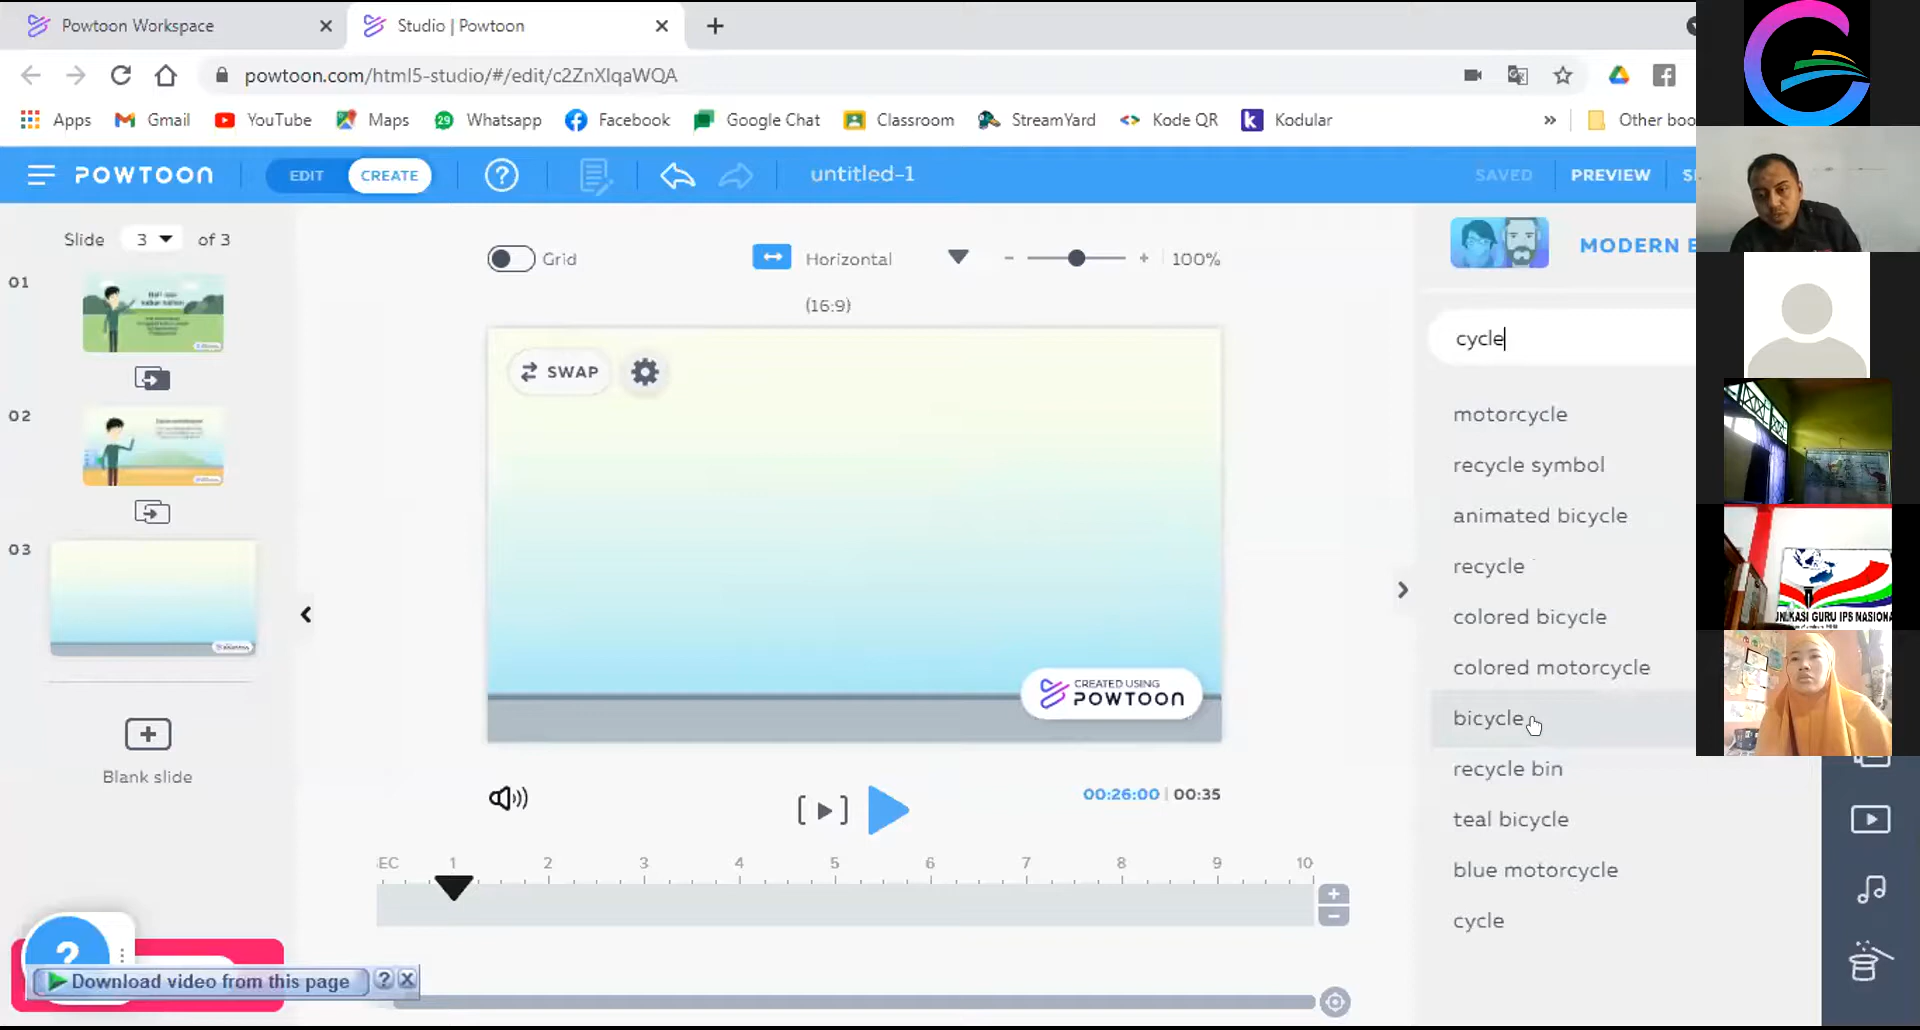 Powtoon Workspace
Studio | Powtoon
powtoon.com/html5-studio/#/edit/c2ZnXlqaWQA
Apps
Gmail
YouTube
Maps
29
Whatsapp
Facebook
Google Chat
Classroom
StreamYard
Kode QR
Kodular
»
Other boo
POWTOON
EDIT
CREATE
?
untitled-1
SAVED
PREVIEW
Slide 3 of 3
Grid
Horizontal
(16:9)
100%
MODERN E
01
02
03
SWAP
CREATED USING
POWTOON
cycle
motorcycle
recycle symbol
animated bicycle
recycle
colored bicycle
colored motorcycle
bicycle
recycle bin
teal bicycle
blue motorcycle
cycle
UNIKASI GURU IPS NASIONA
Blank slide
00:26:00 | 00:35
EC 1 2 3 4 5 6 7 8 9 10
?
Download video from this page
?